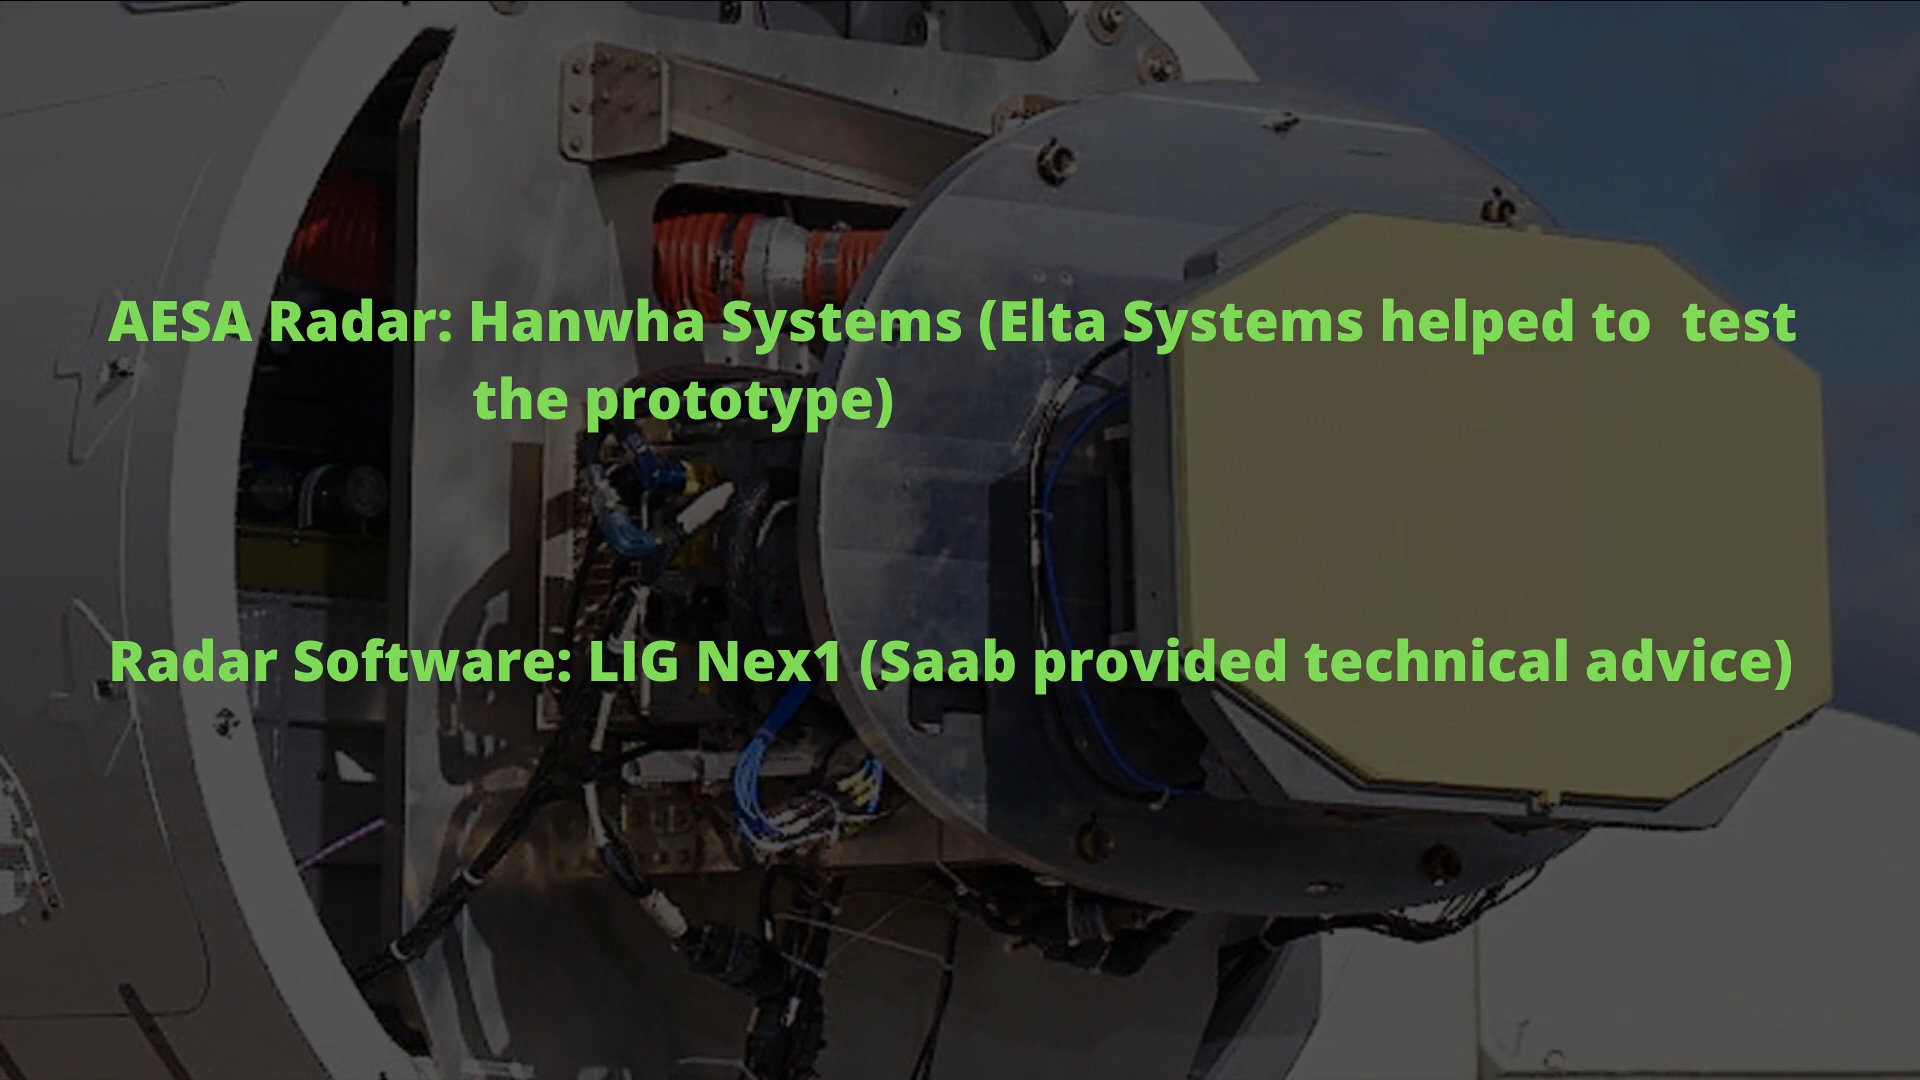 AESA Radar: Hanwha Systems (Elta Systems helped to  test
the prototype)
Radar Software: LIG Nex1 (Saab provided technical advice)